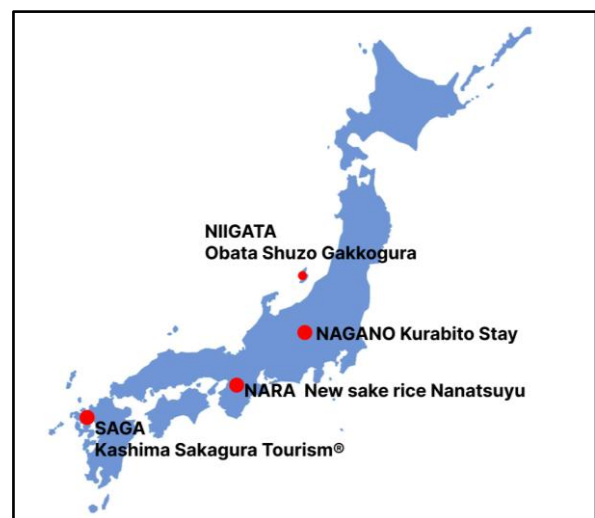 NIIGATA
Obata Shuzo Gakkogura
NAGANO Kurabito Stay
NARA New sake rice Nanatsuyu
SAGA
Kashima Sakagura Tourism®